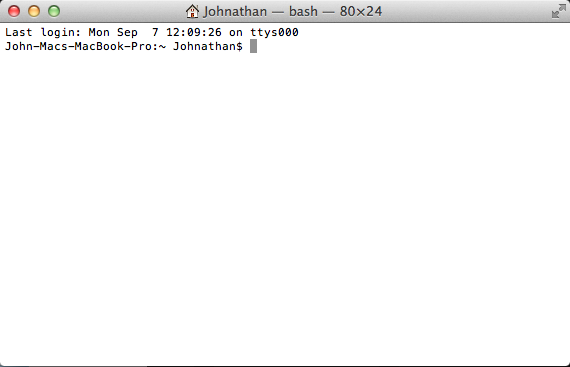 Johnathan — bash — 80×24
Last login: Mon Sep  7 12:09:26 on ttys000
John-Macs-MacBook-Pro:~ Johnathan$